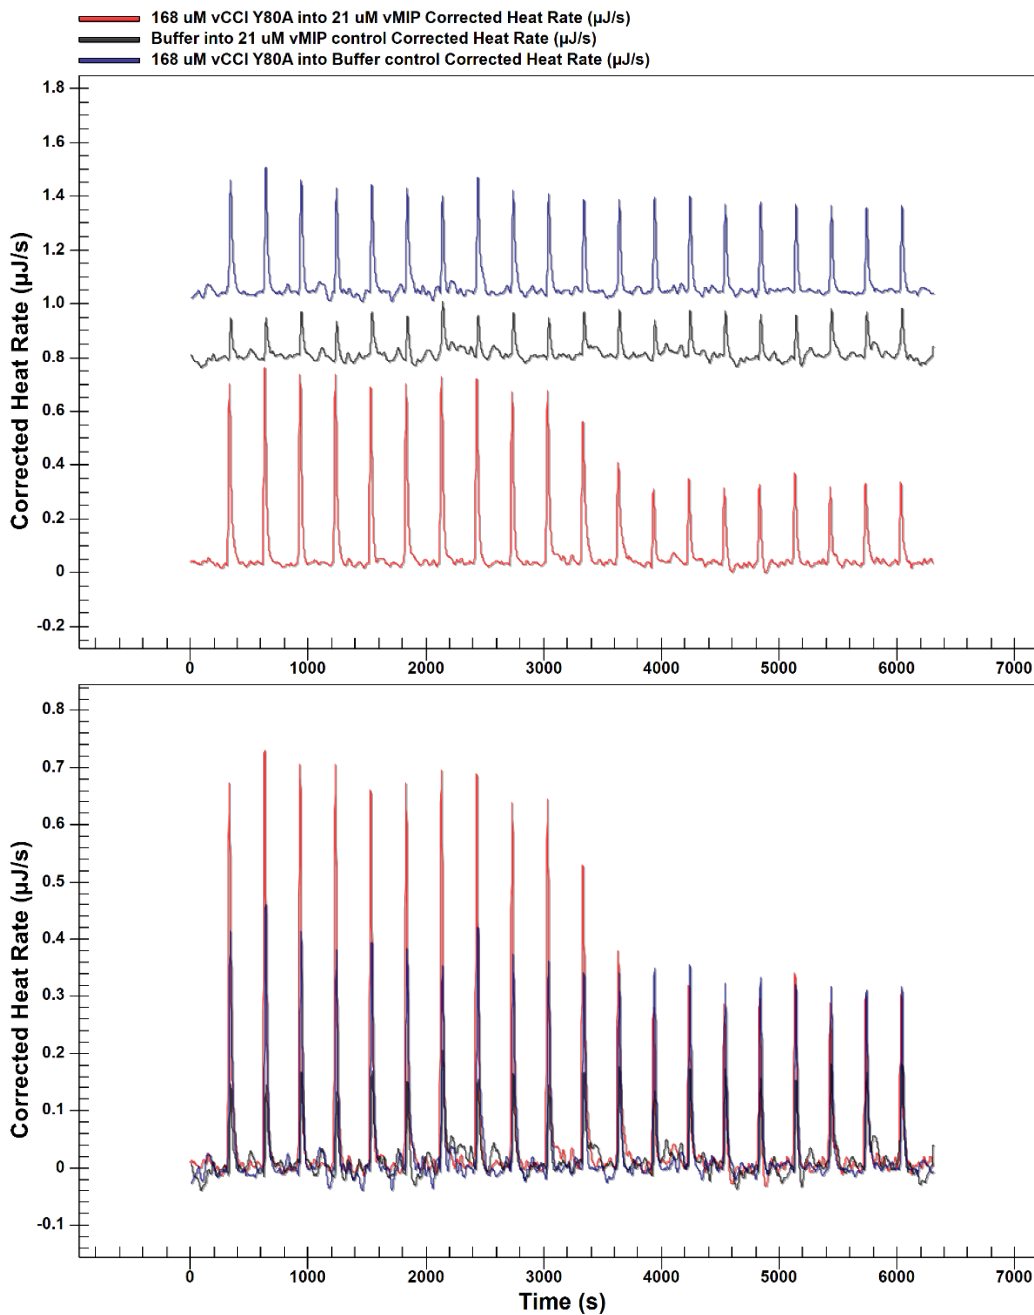 168 uM vCCI Y80A into 21 uM vMIP Corrected Heat Rate (µJ/s)
Buffer into 21 uM vMIP control Corrected Heat Rate (µJ/s)
168 uM vCCI Y80A into Buffer control Corrected Heat Rate (µJ/s)
Corrected Heat Rate (µJ/s)
1.8
1.6
1.4
1.2
1.0
0.8
0.6
0.4
0.2
0
-0.2
0 1000 2000 3000 4000 5000 6000 7000
Corrected Heat Rate (µJ/s)
0.8
0.7
0.6
0.5
0.4
0.3
0.2
0.1
0
-0.1
0 1000 2000 3000 4000 5000 6000 7000
Time (s)